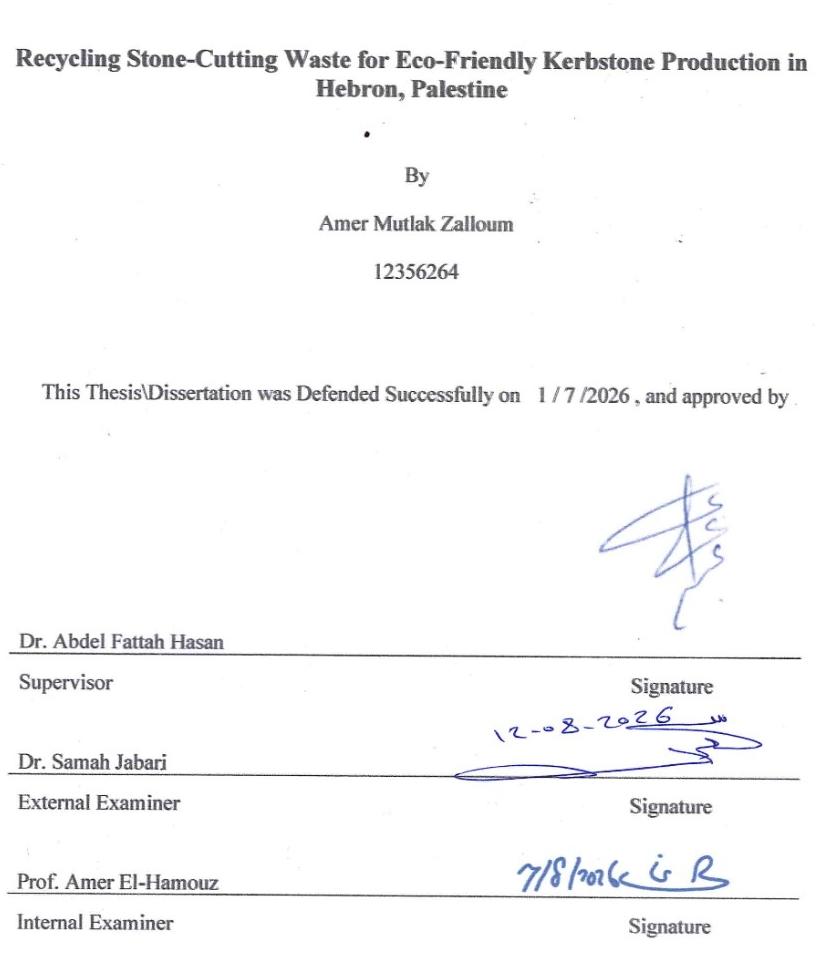 Recycling Stone-Cutting Waste for Eco-Friendly Kerbstone Production in
Hebron, Palestine
By
Amer Mutlak Zalloum
12356264
This Thesis\Dissertation was Defended Successfully on 1 / 7 /2026 , and approved by
Dr. Abdel Fattah Hasan
Supervisor
Signature
12-08-2026
Dr. Samah Jabari
External Examiner
Signature
7/8/2026
Prof. Amer El-Hamouz
Internal Examiner
Signature